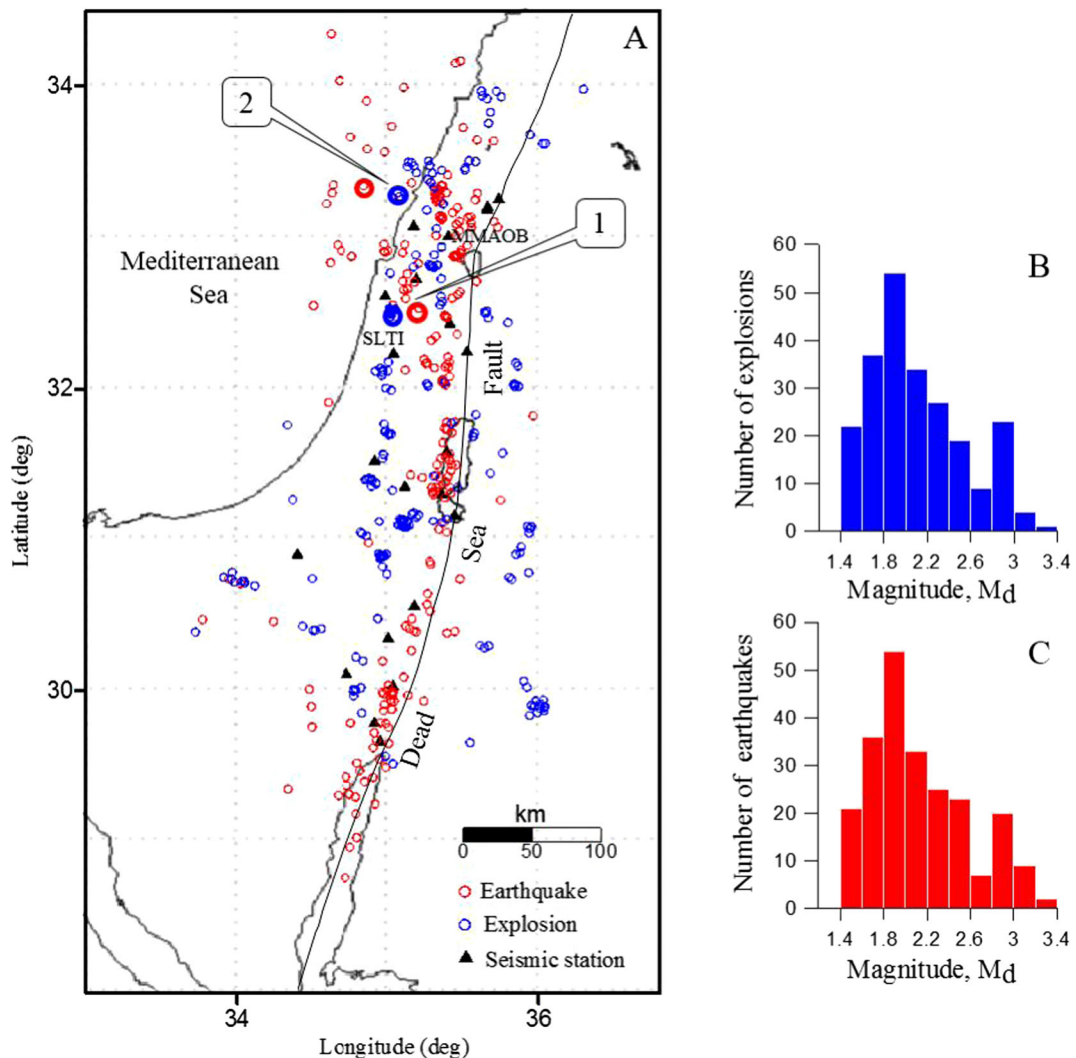 A
34
32
30
34
36
Latitude (deg)
Longitude (deg)
2
1
Mediterranean
Sea
MMAOB
SLTI
Fault
Sea
Dead
km
0
50
100
Earthquake
Explosion
Seismic station
B
60
50
40
30
20
10
0
Number of explosions
1.4 1.8 2.2 2.6 3 3.4
Magnitude, Md
C
60
50
40
30
20
10
0
Number of earthquakes
1.4 1.8 2.2 2.6 3 3.4
Magnitude, Md